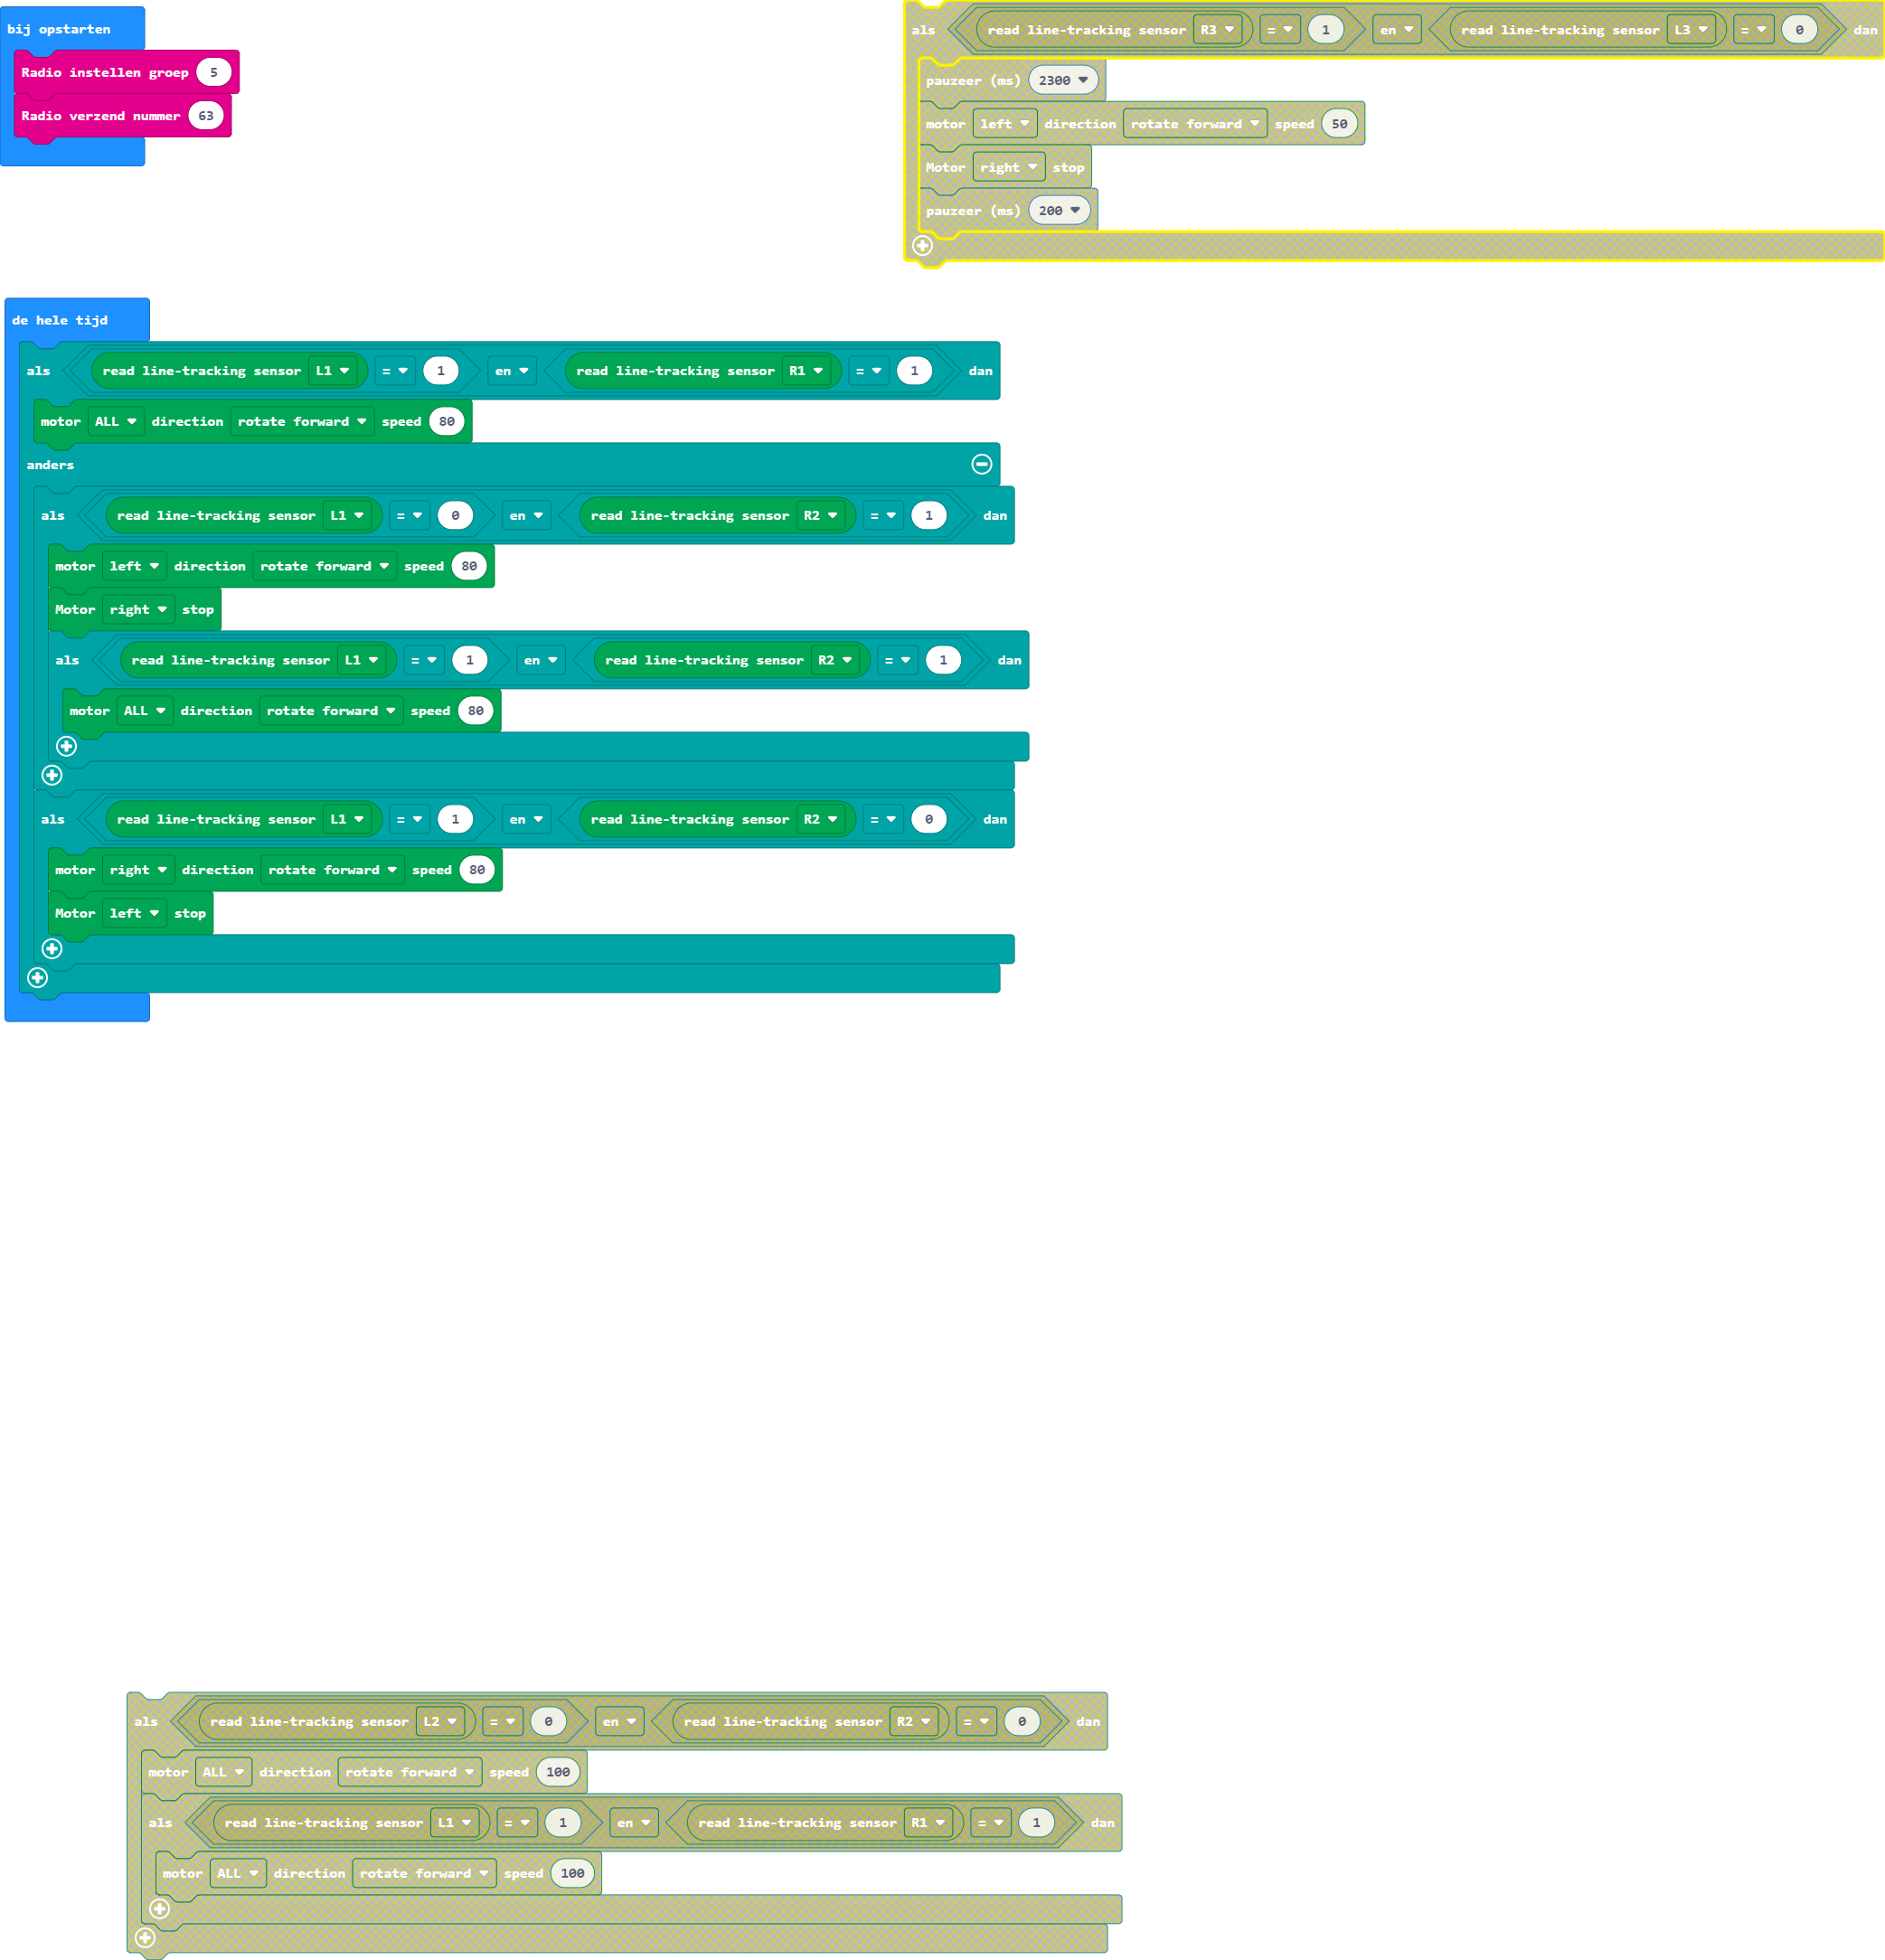 bij opstarten
Radio instellen groep 5
Radio verzend nummer 63
als read line-tracking sensor R3 = 1 en read line-tracking sensor L3 = 0 dan
pauzeer (ms) 2300
motor left direction rotate forward speed 50
Motor right stop
pauzeer (ms) 200
de hele tijd
als read line-tracking sensor L1 = 1 en read line-tracking sensor R1 = 1 dan
motor ALL direction rotate forward speed 80
anders
als read line-tracking sensor L1 = 0 en read line-tracking sensor R2 = 1 dan
motor left direction rotate forward speed 80
Motor right stop
als read line-tracking sensor L1 = 1 en read line-tracking sensor R2 = 1 dan
motor ALL direction rotate forward speed 80
als read line-tracking sensor L1 = 1 en read line-tracking sensor R2 = 0 dan
motor right direction rotate forward speed 80
Motor left stop
als read line-tracking sensor L2 = 0 en read line-tracking sensor R2 = 0 dan
motor ALL direction rotate forward speed 100
als read line-tracking sensor L1 = 1 en read line-tracking sensor R1 = 1 dan
motor ALL direction rotate forward speed 100